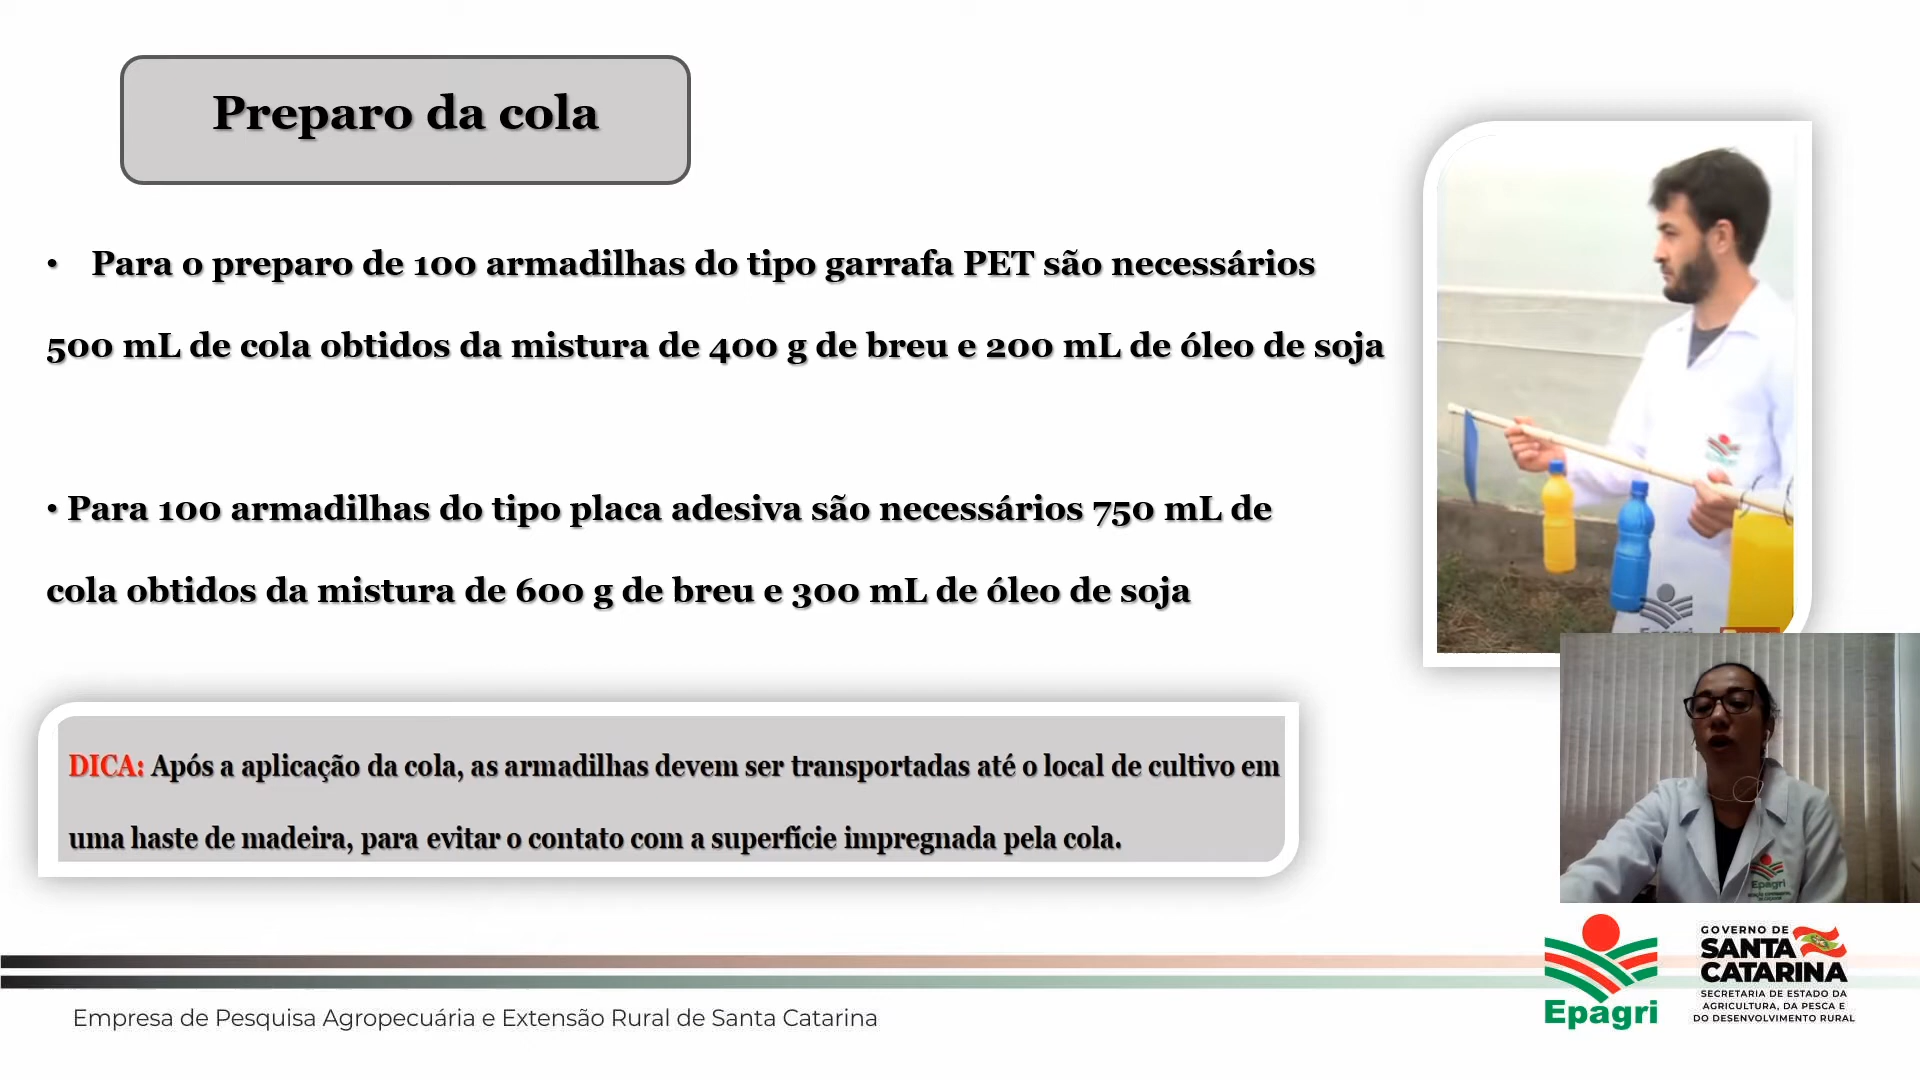 Preparo da cola
• Para o preparo de 100 armadilhas do tipo garrafa PET são necessários
500 mL de cola obtidos da mistura de 400 g de breu e 200 mL de óleo de soja
• Para 100 armadilhas do tipo placa adesiva são necessários 750 mL de
cola obtidos da mistura de 600 g de breu e 300 mL de óleo de soja
DICA: Após a aplicação da cola, as armadilhas devem ser transportadas até o local de cultivo em
uma haste de madeira, para evitar o contato com a superfície impregnada pela cola.
Epagri
Epagri
GOVERNO DE
SANTA
CATARINA
SECRETARIA DE ESTADO DA
AGRICULTURA, DA PESCA E
DO DESENVOLVIMENTO RURAL
Empresa de Pesquisa Agropecuária e Extensão Rural de Santa Catarina